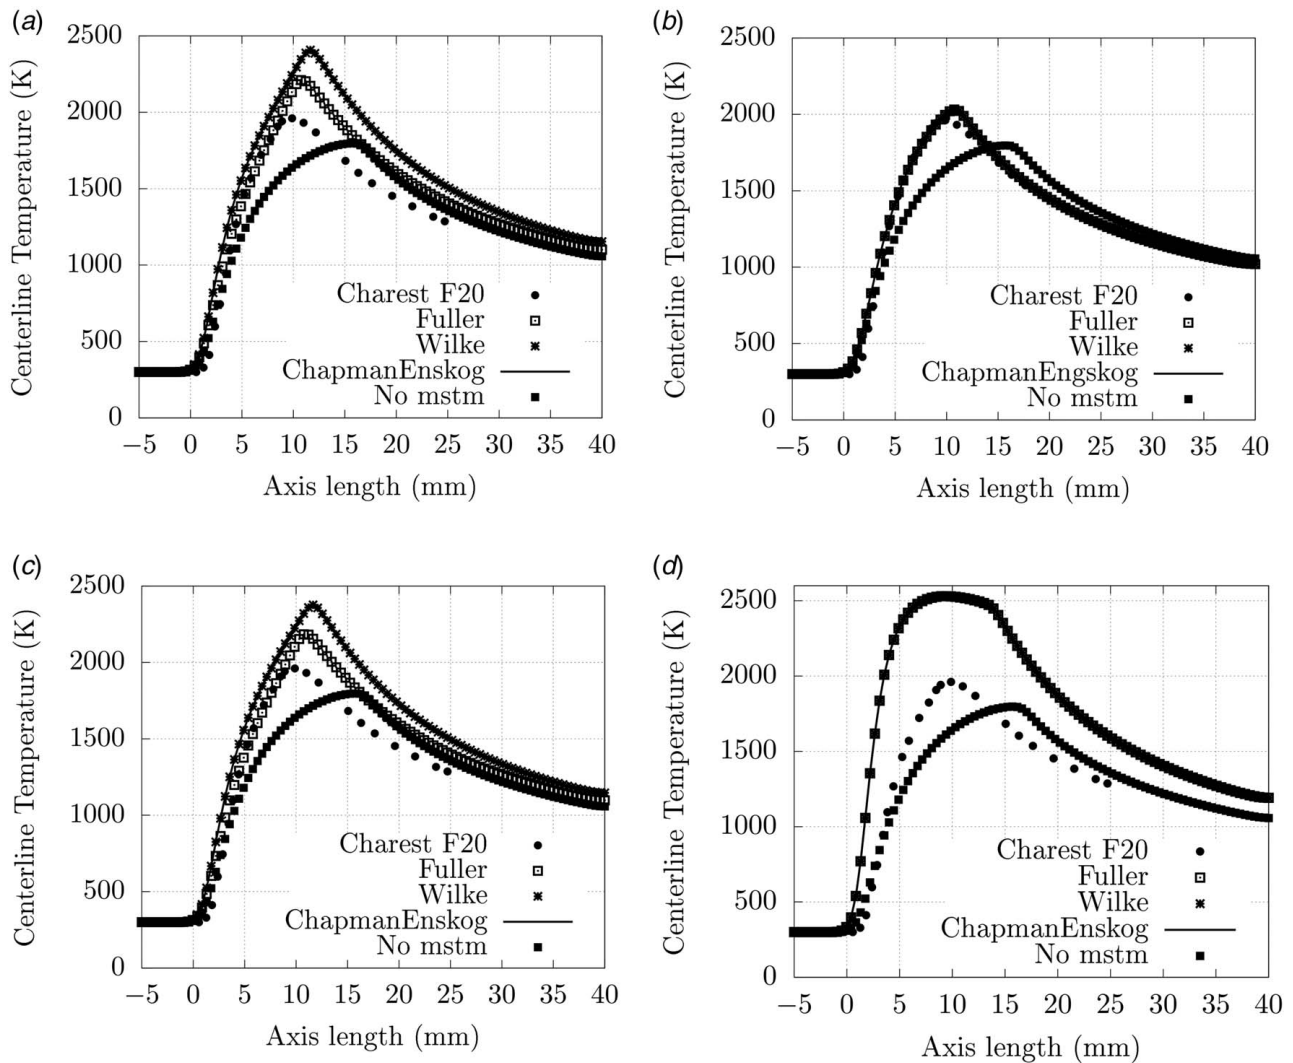 (a)
Centerline Temperature (K)
2500
2000
1500
1000
500
0
Charest F20
Fuller
Wilke
ChapmanEnskog
No mstm
−5 0 5 10 15 20 25 30 35 40
Axis length (mm)
(b)
Centerline Temperature (K)
2500
2000
1500
1000
500
0
Charest F20
Fuller
Wilke
ChapmanEngskog
No mstm
−5 0 5 10 15 20 25 30 35 40
Axis length (mm)
(c)
Centerline Temperature (K)
2500
2000
1500
1000
500
0
Charest F20
Fuller
Wilke
ChapmanEnskog
No mstm
−5 0 5 10 15 20 25 30 35 40
Axis length (mm)
(d)
Centerline Temperature (K)
2500
2000
1500
1000
500
0
Charest F20
Fuller
Wilke
ChapmanEnskog
No mstm
−5 0 5 10 15 20 25 30 35 40
Axis length (mm)